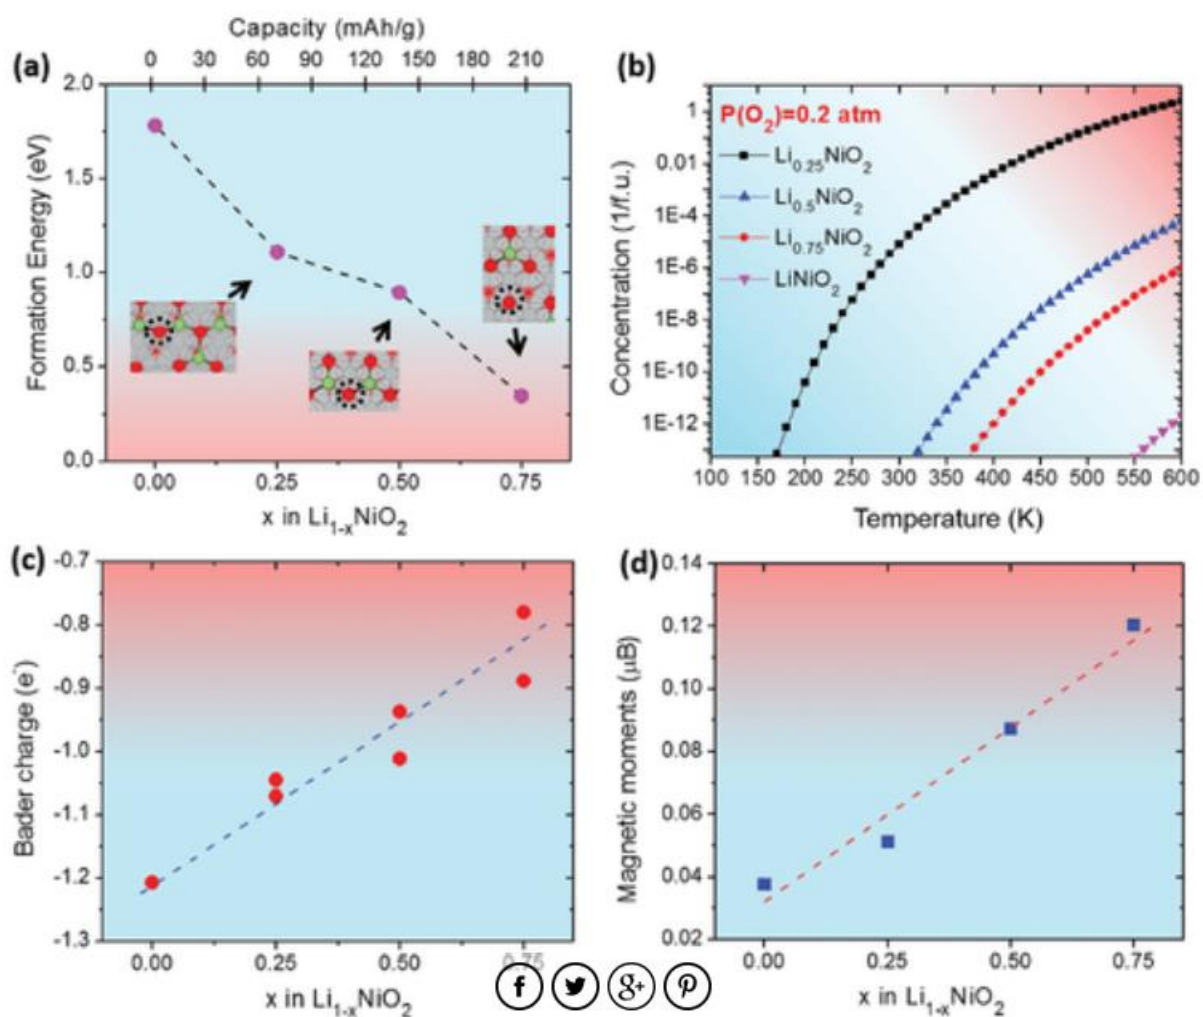 (a)
Capacity (mAh/g)
0 30 60 90 120 150 180 210
Formation Energy (eV)
2.0
1.5
1.0
0.5
0.0
0.00 0.25 0.50 0.75
x in Li₁₋ₓNiO₂
(b)
P(O₂)=0.2 atm
Li₀.₂₅NiO₂
Li₀.₅NiO₂
Li₀.₇₅NiO₂
LiNiO₂
Concentration (1/f.u.)
1
0.01
1E-4
1E-6
1E-8
1E-10
1E-12
100 150 200 250 300 350 400 450 500 550 600
Temperature (K)
(c)
Bader charge (e⁻)
-0.7
-0.8
-0.9
-1.0
-1.1
-1.2
-1.3
0.00 0.25 0.50 0.75
x in Li₁₋ₓNiO₂
(d)
Magnetic moments (μB)
0.14
0.12
0.10
0.08
0.06
0.04
0.02
0.00 0.25 0.50 0.75
x in Li₁₋ₓNiO₂
f
g+